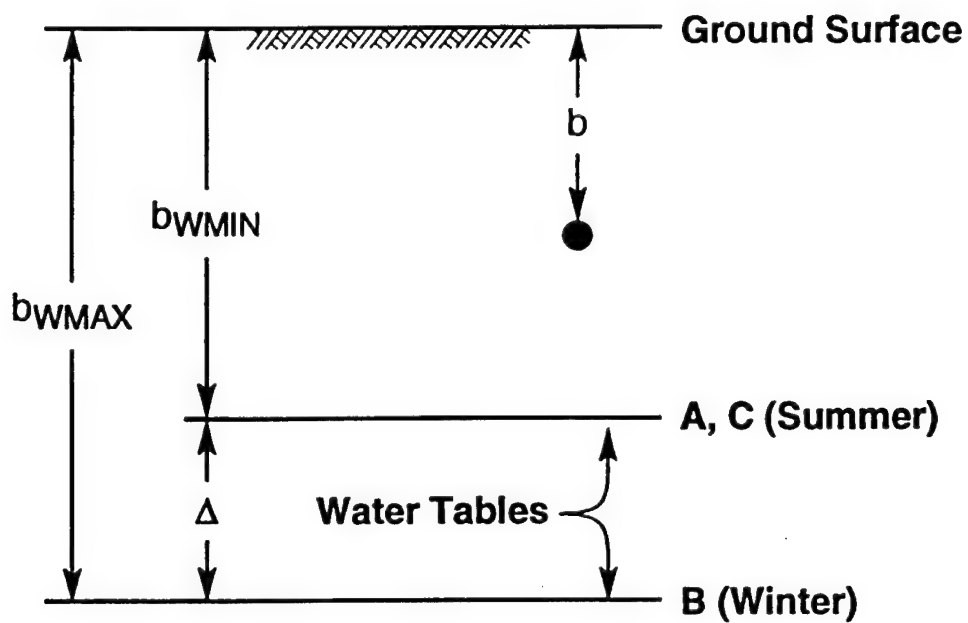 Ground Surface
b
bWMIN
bWMAX
A, C (Summer)
Δ
Water Tables
B (Winter)